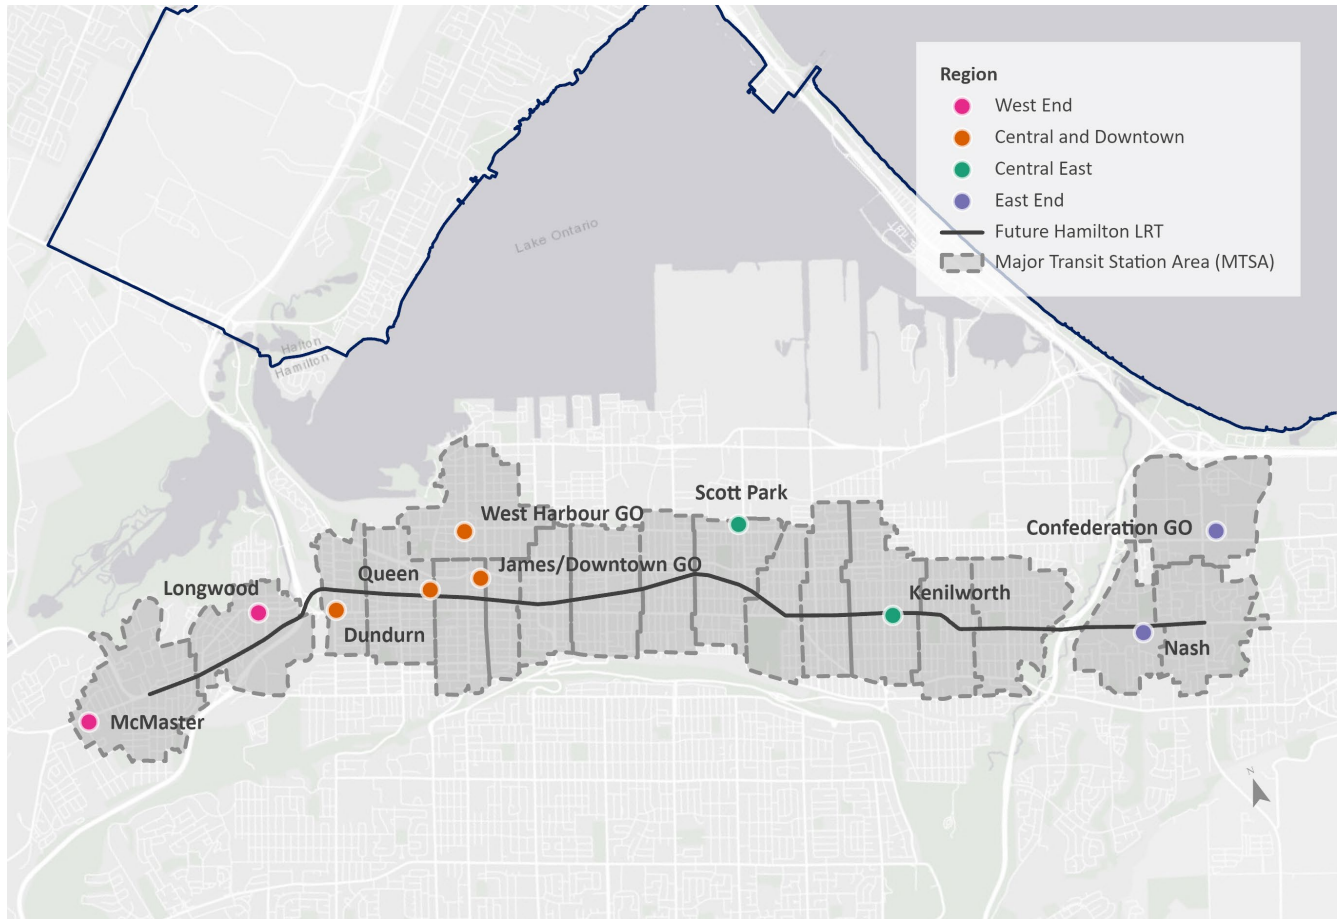 Region
West End
Central and Downtown
Central East
East End
Future Hamilton LRT
Major Transit Station Area (MTSA)
Lake Ontario
Halton
Hamilton
Scott Park
West Harbour GO
Confederation GO
James/Downtown GO
Queen
Longwood
Kenilworth
Dundurn
Nash
McMaster
N